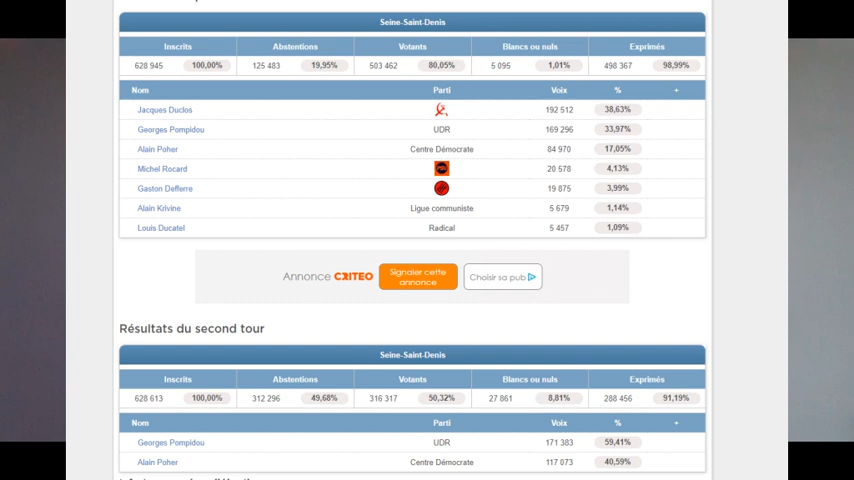 Seine-Saint-Denis
Inscrits Abstentions Votants Blancs ou nuls Exprimés
628 945 100,00% 125 483 19,95% 503 462 80,05% 5 095 1,01% 498 367 98,99%
Nom Parti Voix % +
Jacques Duclos 192 512 38,63%
Georges Pompidou UDR 169 296 33,97%
Alain Poher Centre Démocrate 84 970 17,05%
Michel Rocard 20 578 4,13%
Gaston Defferre 19 875 3,99%
Alain Krivine Ligue communiste 5 679 1,14%
Louis Ducatel Radical 5 457 1,09%
Annonce CRITEO Signaler cette annonce Choisir sa pub
Résultats du second tour
Seine-Saint-Denis
Inscrits Abstentions Votants Blancs ou nuls Exprimés
628 613 100,00% 312 296 49,68% 316 317 50,32% 27 861 8,81% 288 456 91,19%
Nom Parti Voix % +
Georges Pompidou UDR 171 383 59,41%
Alain Poher Centre Démocrate 117 073 40,59%